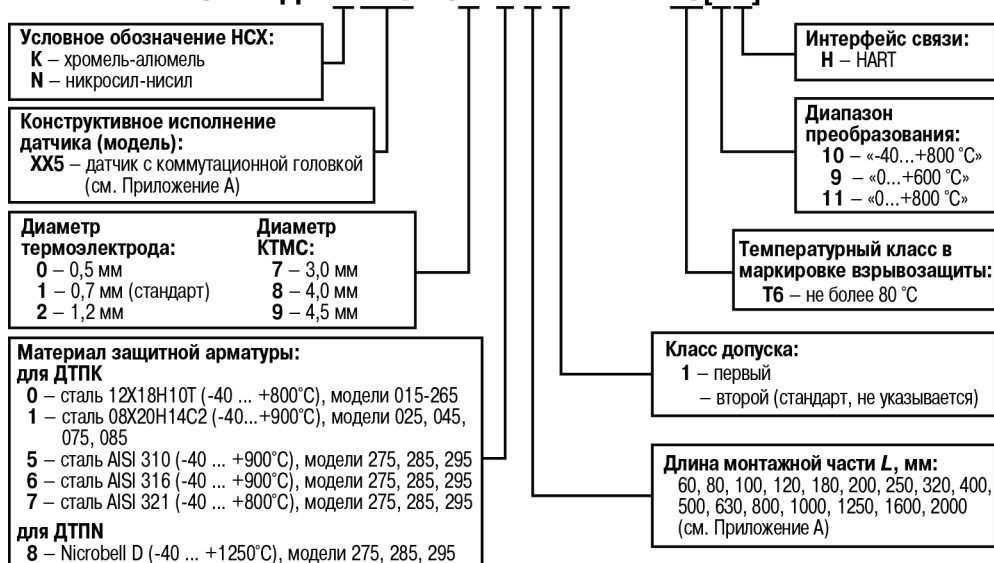 Условное обозначение НСХ:
К – хромель-алюмель
N – никросил-нисил
Конструктивное исполнение
датчика (модель):
ХХ5 – датчик с коммутационной головкой
(см. Приложение А)
Диаметр
термоэлектрода:
0 – 0,5 мм
1 – 0,7 мм (стандарт)
2 – 1,2 мм
Диаметр
КТМС:
7 – 3,0 мм
8 – 4,0 мм
9 – 4,5 мм
Материал защитной арматуры:
для ДТПК
0 – сталь 12Х18Н10Т (-40 ... +800°С), модели 015-265
1 – сталь 08Х20Н14С2 (-40...+900°С), модели 025, 045,
075, 085
5 – сталь AISI 310 (-40 ... +900°С), модели 275, 285, 295
6 – сталь AISI 316 (-40 ... +900°С), модели 275, 285, 295
7 – сталь AISI 321 (-40 ... +800°С), модели 275, 285, 295
для ДТПN
8 – Nicrobell D (-40 ... +1250°С), модели 275, 285, 295
Интерфейс связи:
H – HART
Диапазон
преобразования:
10 – «-40...+800 °С»
9 – «0...+600 °С»
11 – «0...+800 °С»
Температурный класс в
маркировке взрывозащиты:
Т6 – не более 80 °С
Класс допуска:
1 – первый
– второй (стандарт, не указывается)
Длина монтажной части L, мм:
60, 80, 100, 120, 180, 200, 250, 320, 400,
500, 630, 800, 1000, 1250, 1600, 2000
(см. Приложение А)